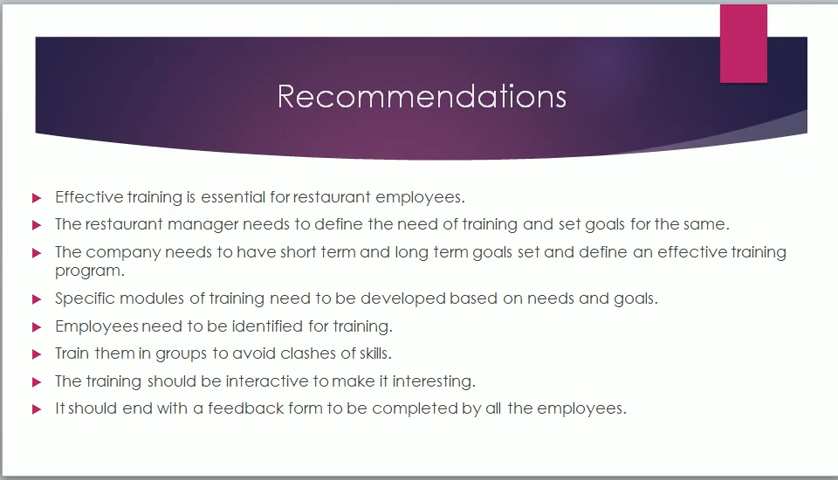 Recommendations
Effective training is essential for restaurant employees.
The restaurant manager needs to define the need of training and set goals for the same.
The company needs to have short term and long term goals set and define an effective training
program.
Specific modules of training need to be developed based on needs and goals.
Employees need to be identified for training.
Train them in groups to avoid clashes of skills.
The training should be interactive to make it interesting.
It should end with a feedback form to be completed by all the employees.